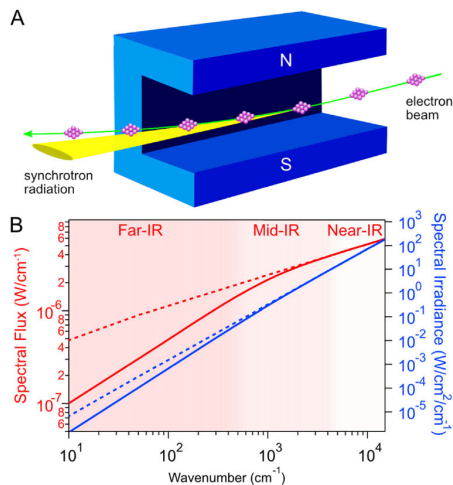 A
N
S
electron
beam
synchrotron
radiation
B
Far-IR Mid-IR Near-IR
Spectral Flux (W/cm⁻¹)
8
6
4
2
10⁻⁶
8
6
4
2
10⁻⁷
8
6
10³
10²
10¹
10⁰
10⁻¹
10⁻²
10⁻³
10⁻⁴
10⁻⁵
Spectral Irradiance
(W/cm²/cm⁻¹)
10¹ 10² 10³ 10⁴
Wavenumber (cm⁻¹)